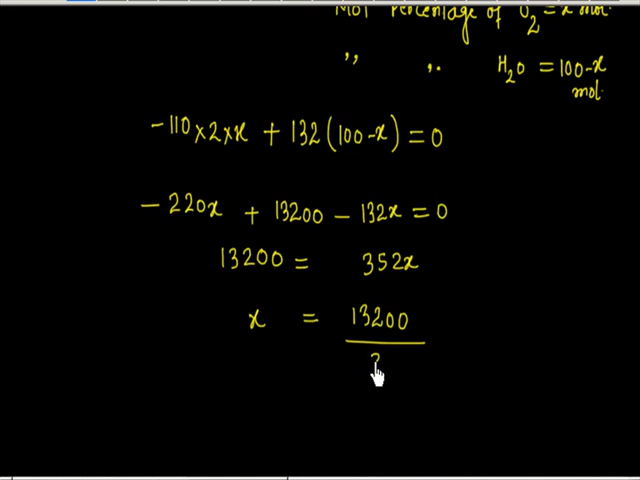 Mol Percentage of O2 = x mol.
" " H2O = 100-x
mol.
-110×2×x + 132(100-x) = 0
-220x + 13200 - 132x = 0
13200 = 352x
x = 13200